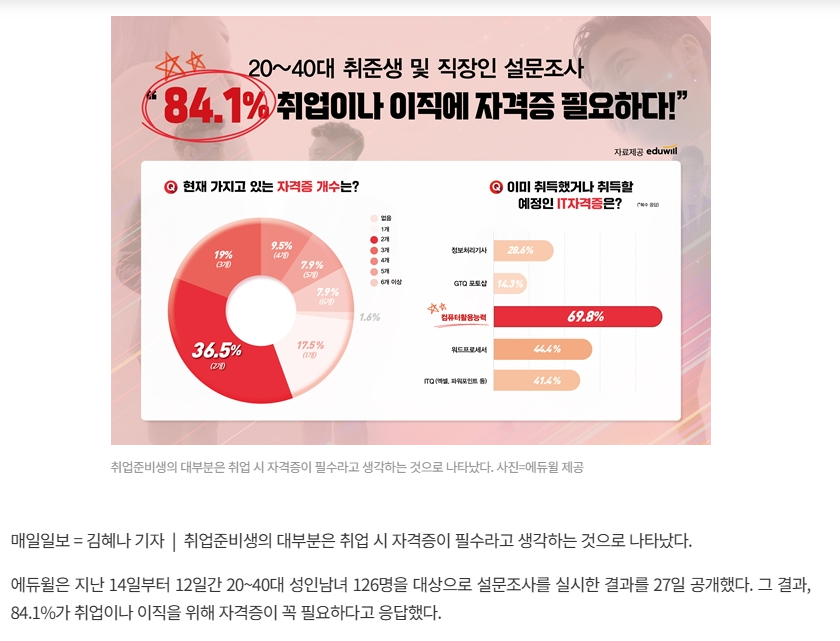 20~40대 취준생 및 직장인 설문조사
“84.1% 취업이나 이직에 자격증 필요하다!”
자료제공 eduwill
Q 현재 가지고 있는 자격증 개수는?
없음
1개
2개
3개
4개
5개
6개 이상
9.5%
(4개)
7.9%
(5개)
7.9%
(6개)
1.6%
17.5%
(1개)
36.5%
(2개)
19%
(3개)
Q 이미 취득했거나 취득할
예정인 IT자격증은?
(*복수 응답)
정보처리기사 28.6%
GTQ 포토샵 14.3%
컴퓨터활용능력 69.8%
워드프로세서 44.4%
ITQ (엑셀, 파워포인트 등) 41.4%
취업준비생의 대부분은 취업 시 자격증이 필수라고 생각하는 것으로 나타났다. 사진=에듀윌 제공
매일일보 = 김혜나 기자 | 취업준비생의 대부분은 취업 시 자격증이 필수라고 생각하는 것으로 나타났다.
에듀윌은 지난 14일부터 12일간 20~40대 성인남녀 126명을 대상으로 설문조사를 실시한 결과를 27일 공개했다. 그 결과,
84.1%가 취업이나 이직을 위해 자격증이 꼭 필요하다고 응답했다.